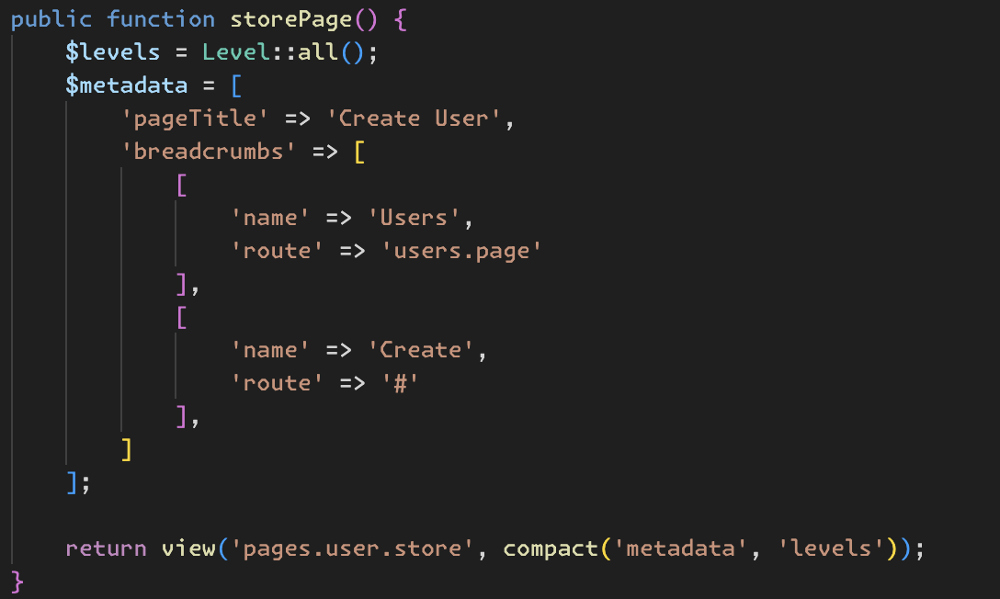 public function storePage() {
    $levels = Level::all();
    $metadata = [
        'pageTitle' => 'Create User',
        'breadcrumbs' => [
            [
                'name' => 'Users',
                'route' => 'users.page'
            ],
            [
                'name' => 'Create',
                'route' => '#'
            ],
        ]
    ];

    return view('pages.user.store', compact('metadata', 'levels'));
}